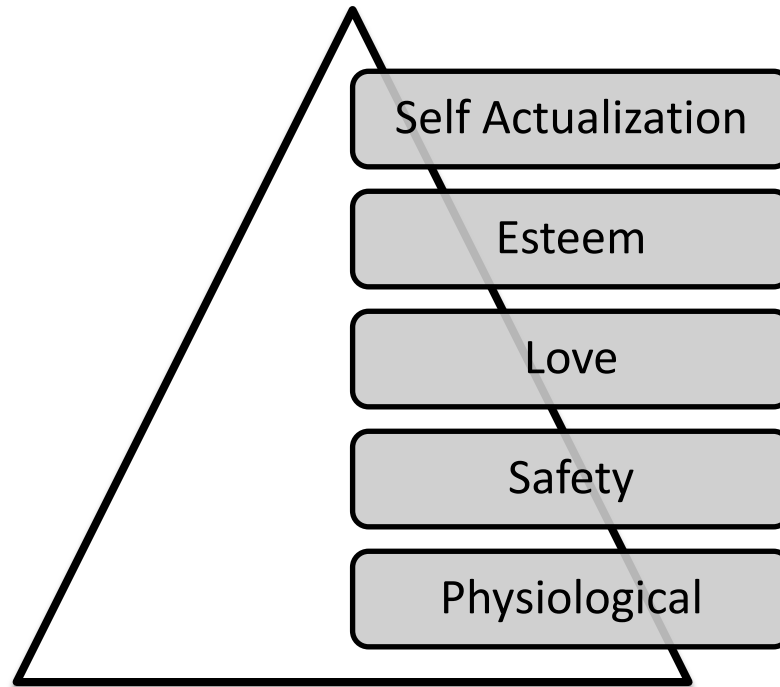 Self Actualization
Esteem
Love
Safety
Physiological